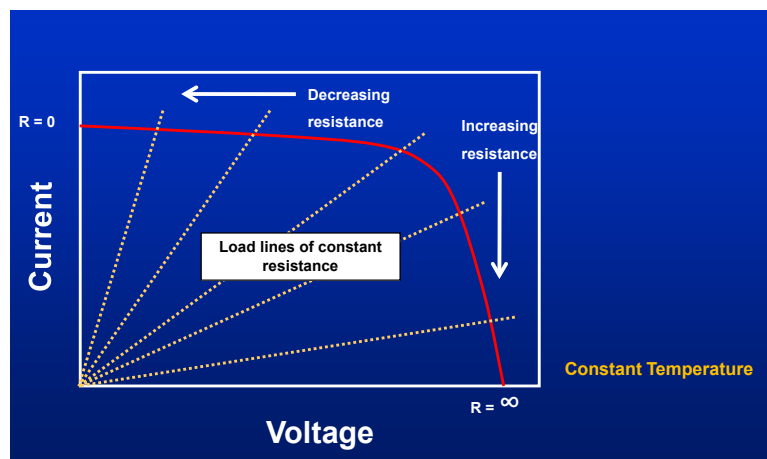 Decreasing
resistance
R = 0
Increasing
resistance
Current
Load lines of constant
resistance
Constant Temperature
R = ∞
Voltage